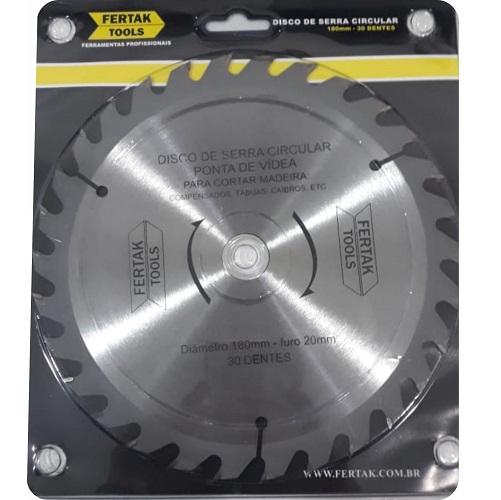 FERTAK
TOOLS
FERRAMENTAS PROFISSIONAIS
DISCO DE SERRA CIRCULAR
180mm - 30 DENTES
DISCO DE SERRA CIRCULAR
PONTA DE VÍDEA
PARA CORTAR MADEIRA:
COMPENSADOS, TÁBUAS, CAIBROS, ETC
FERTAK
TOOLS
FERTAK
TOOLS
Diâmetro 180mm - furo 20mm
30 DENTES
WWW.FERTAK.COM.BR